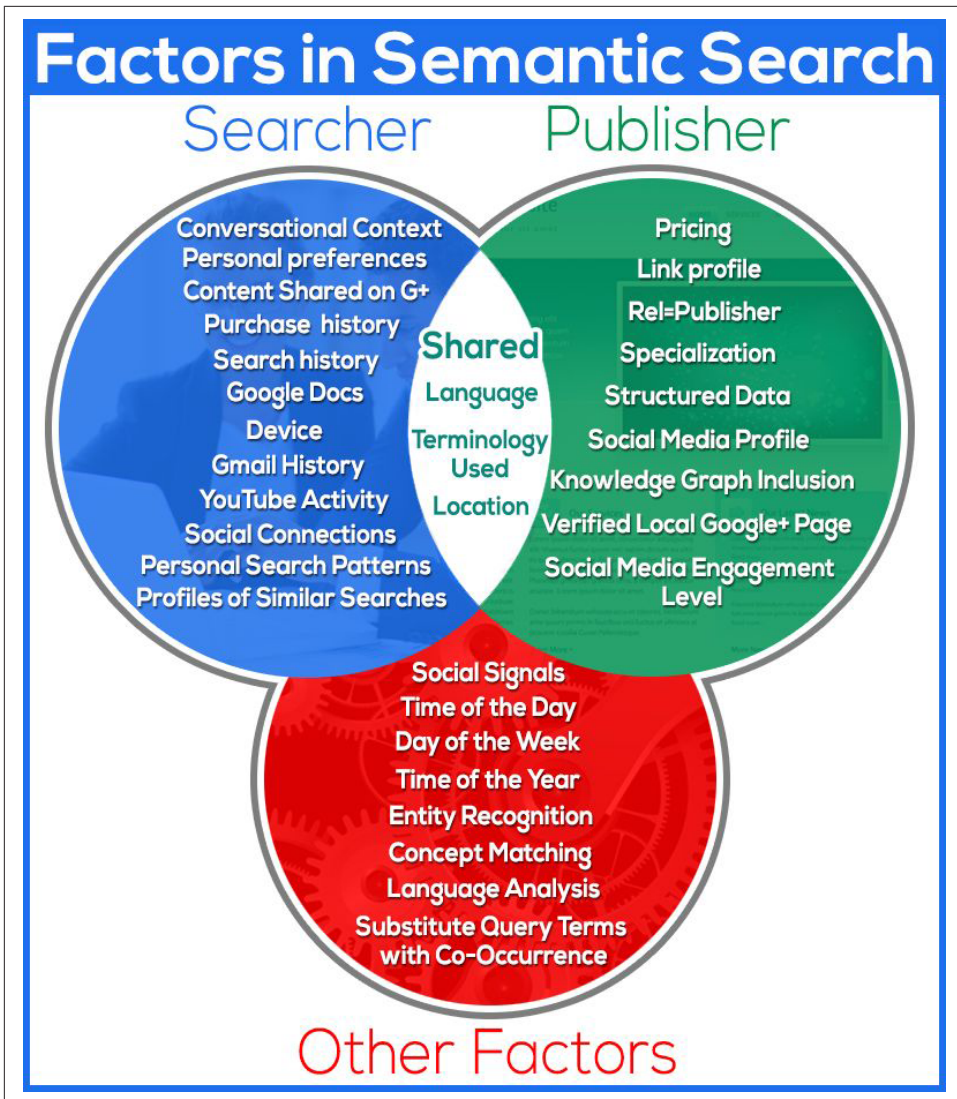 Factors in Semantic Search
Searcher
Publisher
Conversational Context
Personal preferences
Content Shared on G+
Purchase history
Search history
Google Docs
Device
Gmail History
YouTube Activity
Social Connections
Personal Search Patterns
Profiles of Similar Searches
Shared
Language
Terminology
Used
Location
Pricing
Link profile
Rel=Publisher
Specialization
Structured Data
Social Media Profile
Knowledge Graph Inclusion
Verified Local Google+ Page
Social Media Engagement
Level
Social Signals
Time of the Day
Day of the Week
Time of the Year
Entity Recognition
Concept Matching
Language Analysis
Substitute Query Terms
with Co-Occurrence
Other Factors